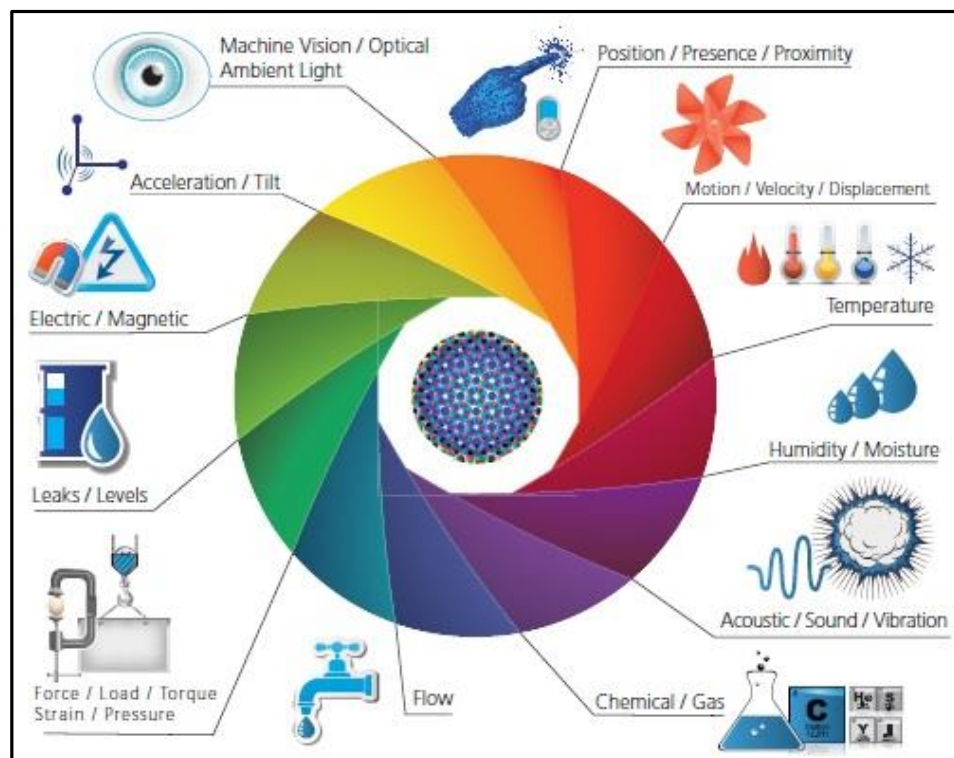 Machine Vision / Optical
Ambient Light
Position / Presence / Proximity
Acceleration / Tilt
Motion / Velocity / Displacement
Electric / Magnetic
Temperature
Leaks / Levels
Humidity / Moisture
Acoustic / Sound / Vibration
Force / Load / Torque
Strain / Pressure
Flow
Chemical / Gas
C
He
S
Y
J